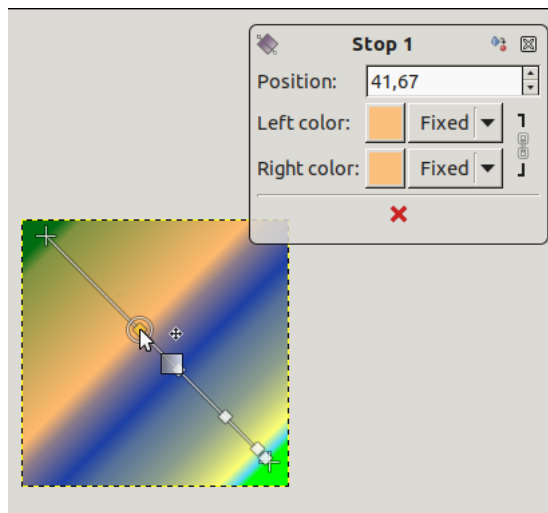 Stop 1
Position: 41,67
Left color: Fixed
Right color: Fixed